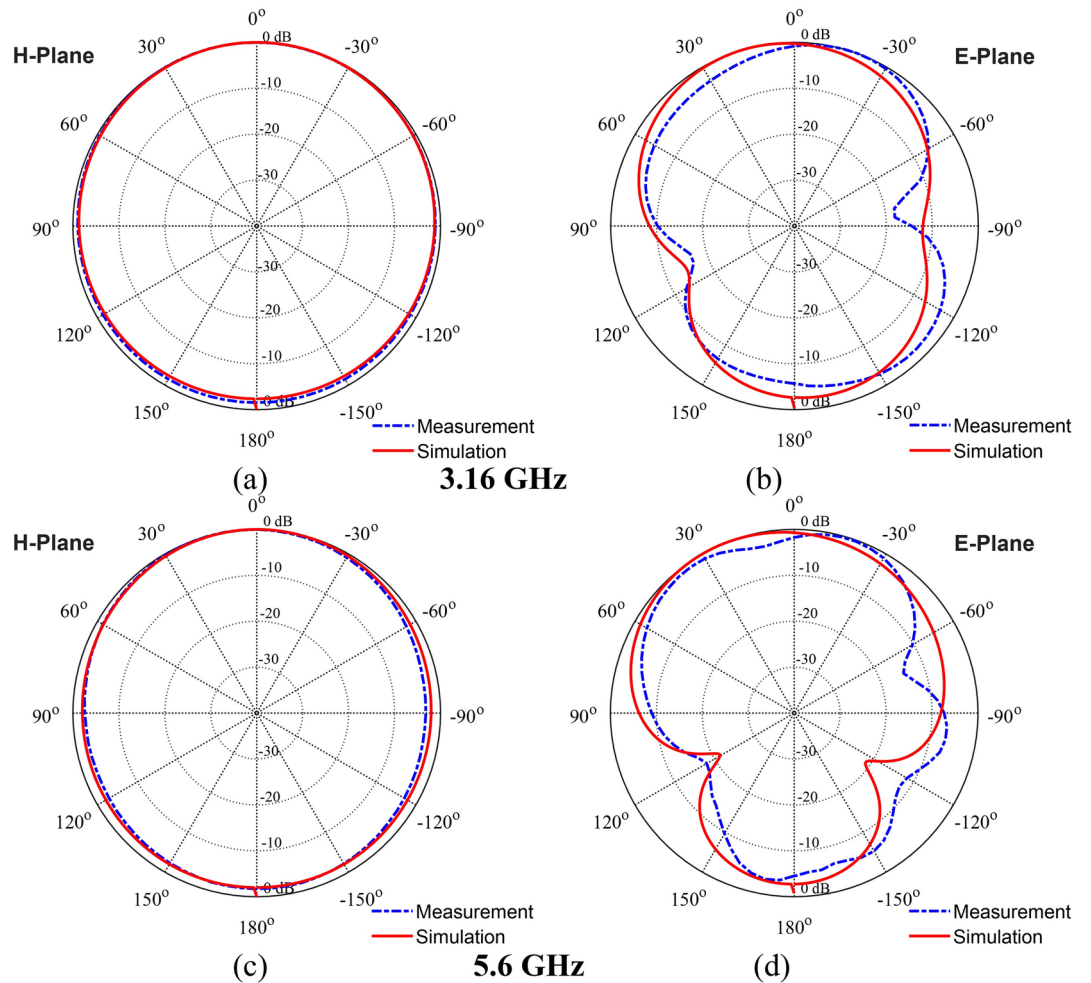 0° 0°
0 dB 0 dB
30° -30° 30° -30°
H-Plane E-Plane
-10 -10
60° -60° 60° -60°
-20 -20
-30 -30
90° -90° 90° -90°
-30 -30
-20 -20
120° -120° 120° -120°
-10 -10
0 dB 0 dB
150° -150° 150° -150°
180° 180°
Measurement Measurement
Simulation Simulation
(a) 3.16 GHz (b)
0° 0°
0 dB 0 dB
30° -30° 30° -30°
H-Plane E-Plane
-10 -10
60° -60° 60° -60°
-20 -20
-30 -30
90° -90° 90° -90°
-30 -30
-20 -20
120° -120° 120° -120°
-10 -10
0 dB 0 dB
150° -150° 150° -150°
180° 180°
Measurement Measurement
Simulation Simulation
(c) 5.6 GHz (d)